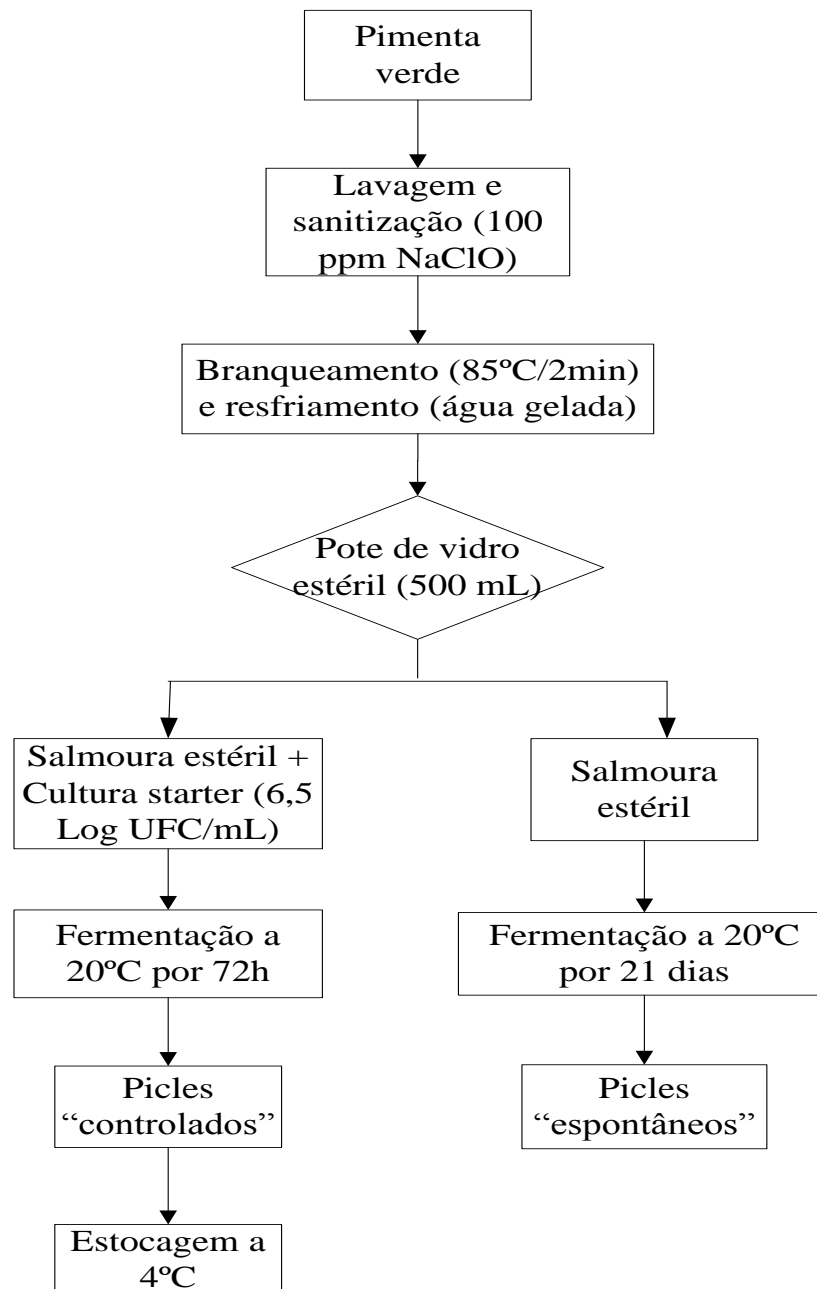 Pimenta
verde
Lavagem e
sanitização (100
ppm NaClO)
Branqueamento (85ºC/2min)
e resfriamento (água gelada)
Pote de vidro
estéril (500 mL)
Salmoura estéril +
Cultura starter (6,5
Log UFC/mL)
Fermentação a
20ºC por 72h
Picles
“controlados”
Estocagem a
4ºC
Salmoura
estéril
Fermentação a 20ºC
por 21 dias
Picles
“espontâneos”